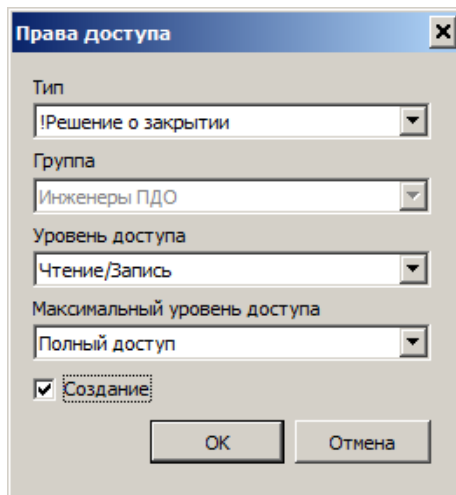 Права доступа
Тип
!Решение о закрытии
Группа
Инженеры ПДО
Уровень доступа
Чтение/Запись
Максимальный уровень доступа
Полный доступ
Создание
OK Отмена